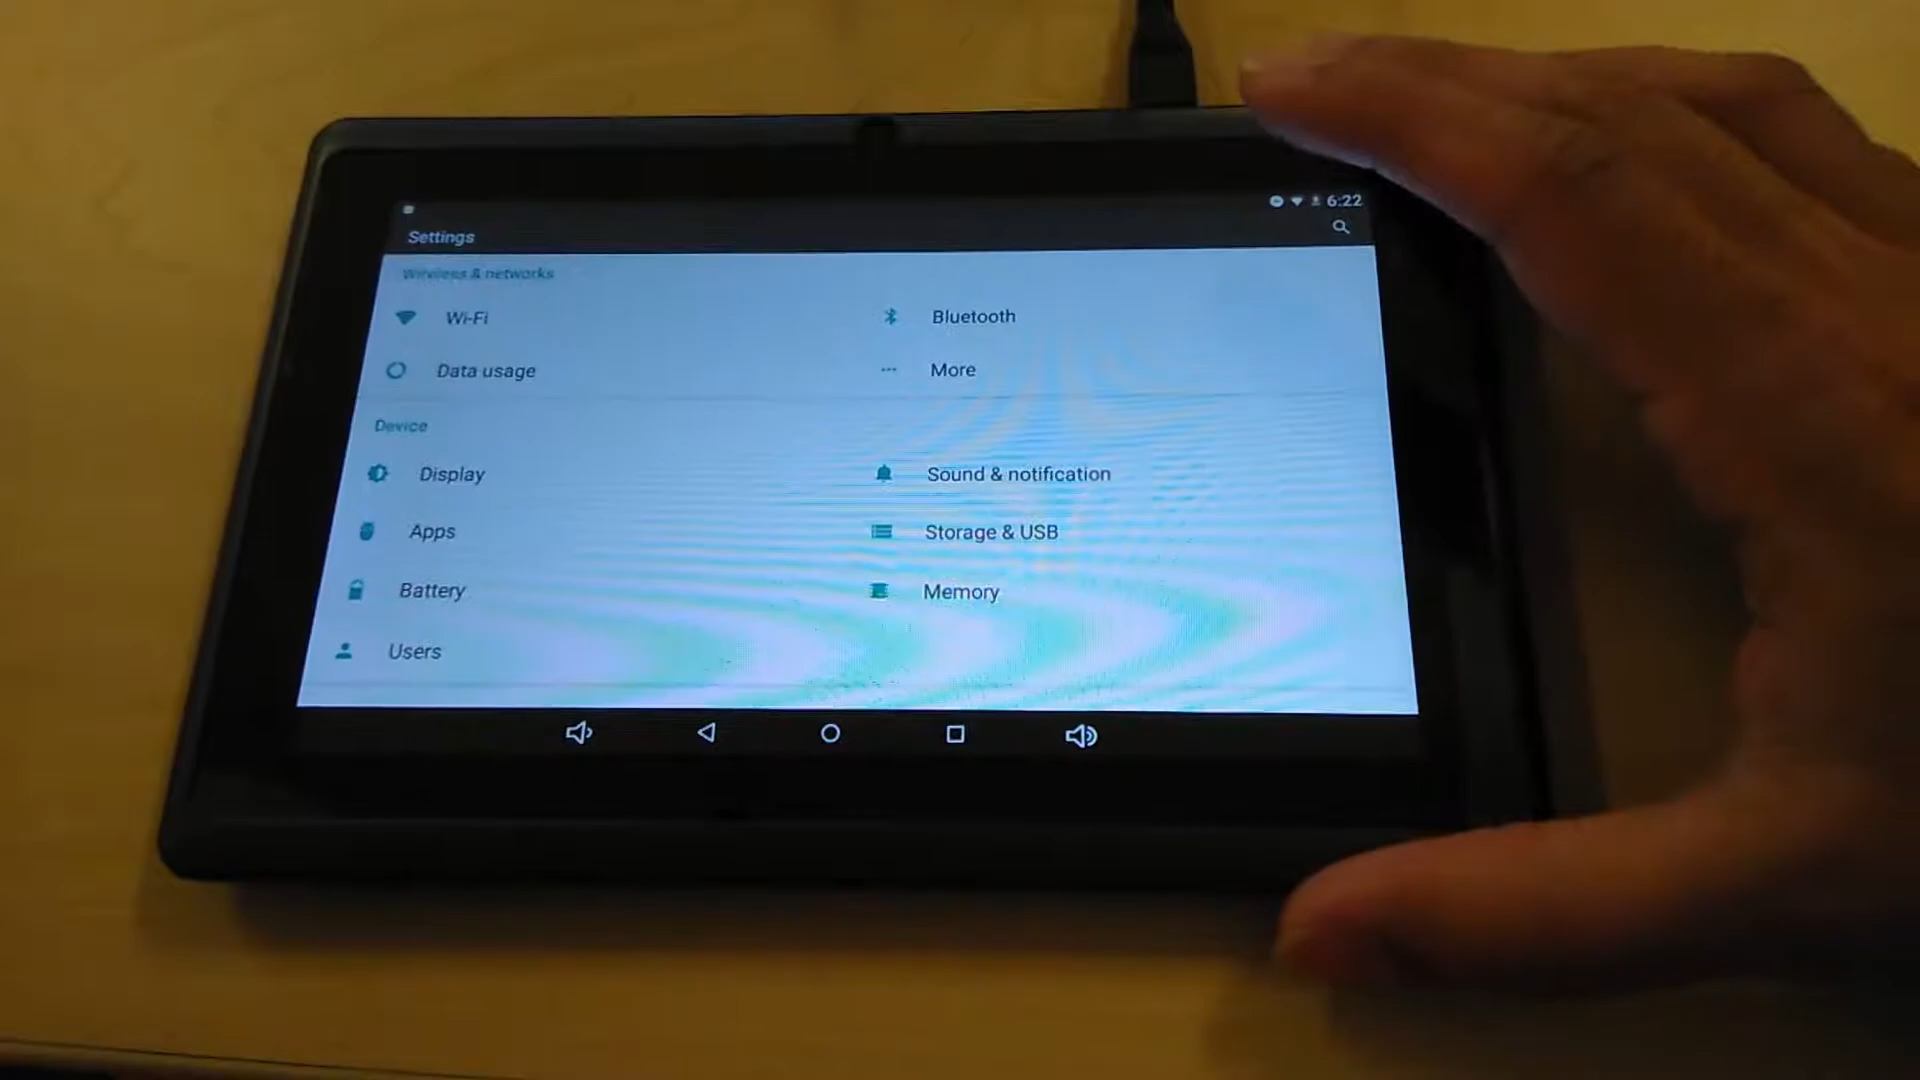 6:22
Settings
Wireless & networks
Wi-Fi
Bluetooth
Data usage
More
Device
Display
Sound & notification
Apps
Storage & USB
Battery
Memory
Users